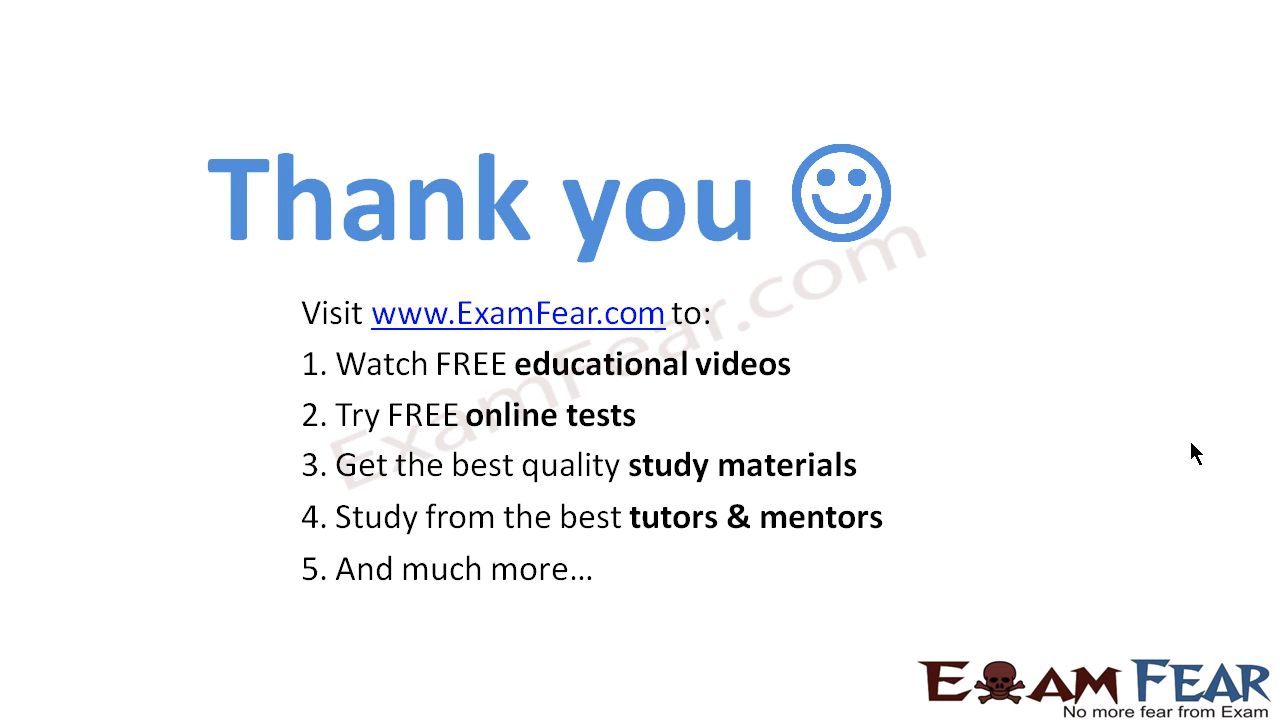 Thank you ☺
Visit www.ExamFear.com to:
1. Watch FREE educational videos
2. Try FREE online tests
3. Get the best quality study materials
4. Study from the best tutors & mentors
5. And much more...
ExamFear.com
EXAM FEAR
No more fear from Exam